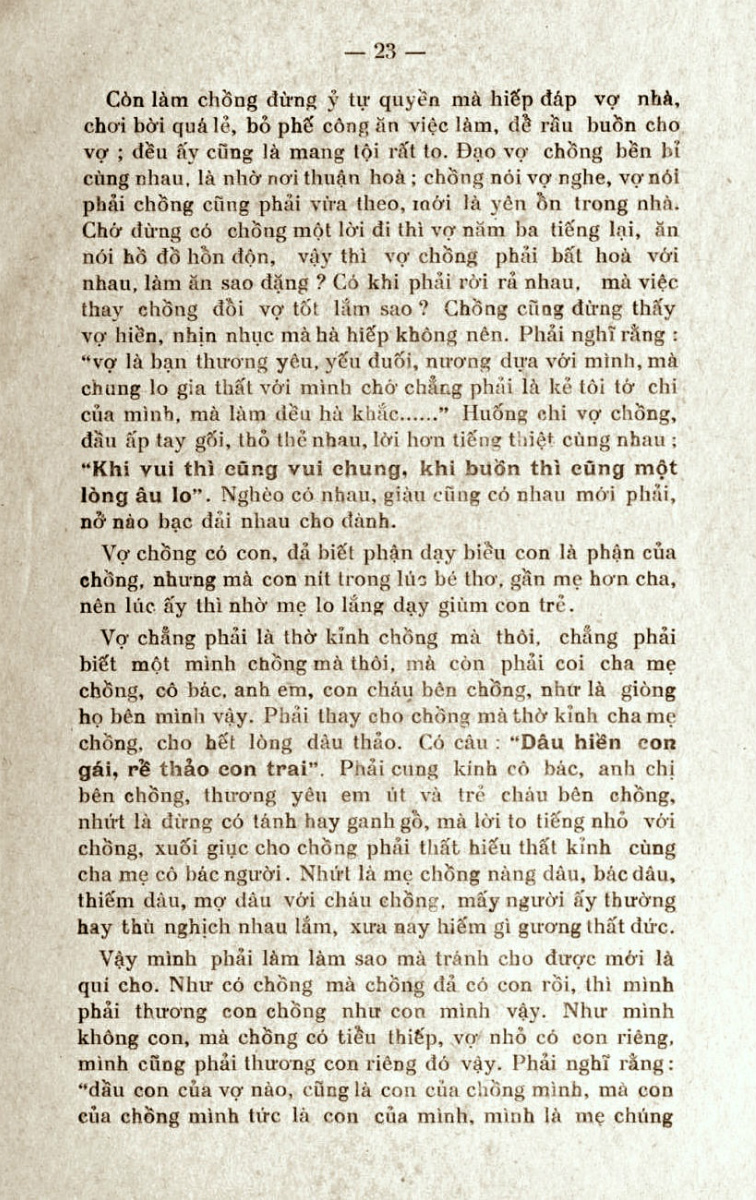 — 23 —
Còn làm chồng đừng ỷ tự quyền mà hiếp đáp vợ nhà,
chơi bời quá lẻ, bỏ phế công ăn việc làm, để rầu buồn cho
vợ ; đều ấy cũng là mang tội rất to. Đạo vợ chồng bền bỉ
cùng nhau, là nhờ nơi thuận hoà ; chồng nói vợ nghe, vợ nói
phải chồng cũng phải vừa theo, mới là yên ổn trong nhà.
Chớ đừng có chồng một lời đi thì vợ năm ba tiếng lại, ăn
nói hồ đồ hỗn độn, vậy thì vợ chồng phải bất hoà với
nhau, làm ăn sao đặng ? Có khi phải rời rả nhau, mà việc
thay chồng đổi vợ tốt lắm sao ? Chồng cũng đừng thấy
vợ hiền, nhịn nhục mà hà hiếp không nên. Phải nghĩ rằng :
“vợ là bạn thương yêu, yếu đuối, nương dựa với mình, mà
chung lo gia thất với mình chớ chẳng phải là kẻ tôi tớ chi
của mình, mà làm đều hà khắc......” Huống chi vợ chồng,
đầu ấp tay gối, thỏ thẻ nhau, lời hơn tiếng thiệt cùng nhau ;
“Khi vui thì cũng vui chung, khi buồn thì cũng một
lòng âu lo”. Nghèo có nhau, giàu cũng có nhau mới phải,
nở nào bạc đải nhau cho đành.
Vợ chồng có con, đả biết phận dạy biểu con là phận của
chồng, nhưng mà con nít trong lúc bé thơ, gần mẹ hơn cha,
nên lúc ấy thì nhờ mẹ lo lắng dạy giùm con trẻ.
Vợ chẳng phải là thờ kỉnh chồng mà thôi, chẳng phải
biết một mình chồng mà thôi, mà còn phải coi cha mẹ
chồng, cô bác, anh em, con cháu bên chồng, như là giòng
họ bên mình vậy. Phải thay cho chồng mà thờ kỉnh cha mẹ
chồng, cho hết lòng dâu thảo. Có câu : “Dâu hiền con
gái, rể thảo con trai”. Phải cung kính cô bác, anh chị
bên chồng, thương yêu em út và trẻ cháu bên chồng,
nhứt là đừng có tánh hay ganh gổ, mà lời to tiếng nhỏ với
chồng, xuối giục cho chồng phải thất hiếu thất kỉnh cùng
cha mẹ cô bác người. Nhứt là mẹ chồng nàng dâu, bác dâu,
thiếm dâu, mợ dâu với cháu chồng, mấy người ấy thường
hay thù nghịch nhau lắm, xưa nay hiếm gì gương thất đức.
Vậy mình phải làm làm sao mà tránh cho được mới là
quí cho. Như có chồng mà chồng đả có con rồi, thì mình
phải thương con chồng như con mình vậy. Như mình
không con, mà chồng có tiểu thiếp, vợ nhỏ có con riêng,
mình cũng phải thương con riêng đó vậy. Phải nghĩ rằng :
“dầu con của vợ nào, cũng là con của chồng mình, mà con
của chồng mình tức là con của mình, mình là mẹ chúng